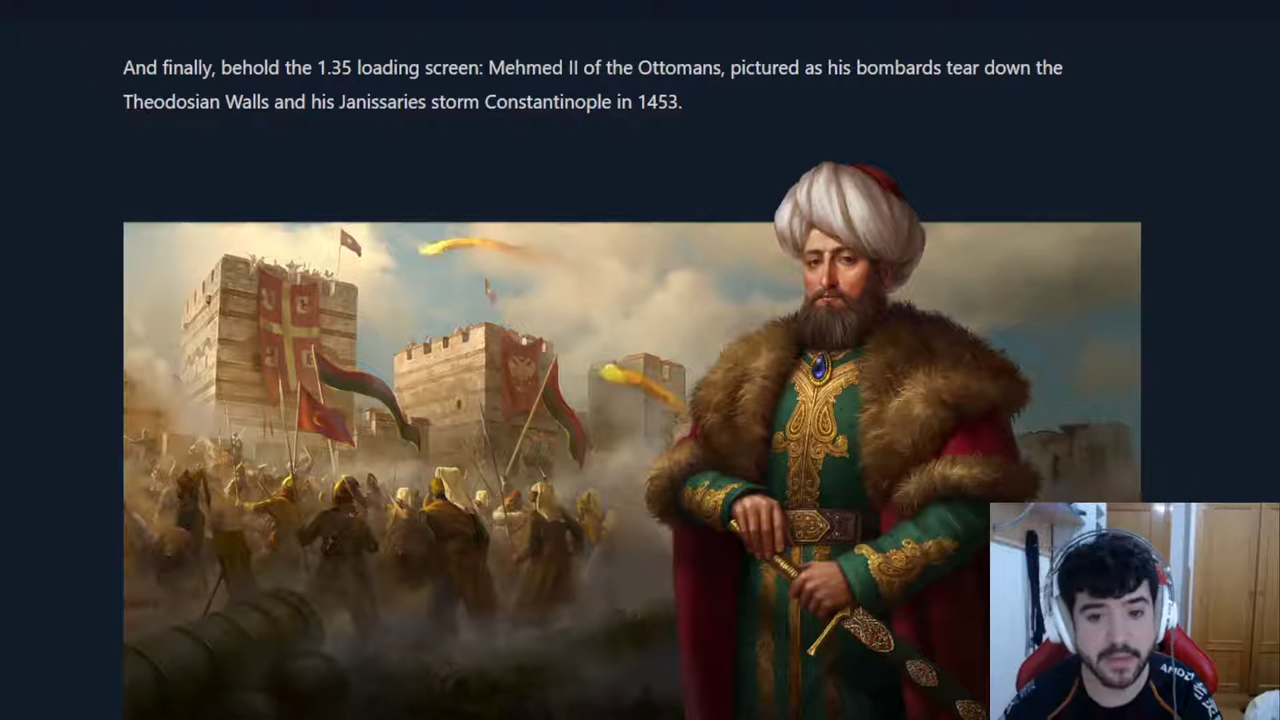 And finally, behold the 1.35 loading screen: Mehmed II of the Ottomans, pictured as his bombards tear down the
Theodosian Walls and his Janissaries storm Constantinople in 1453.
AMD